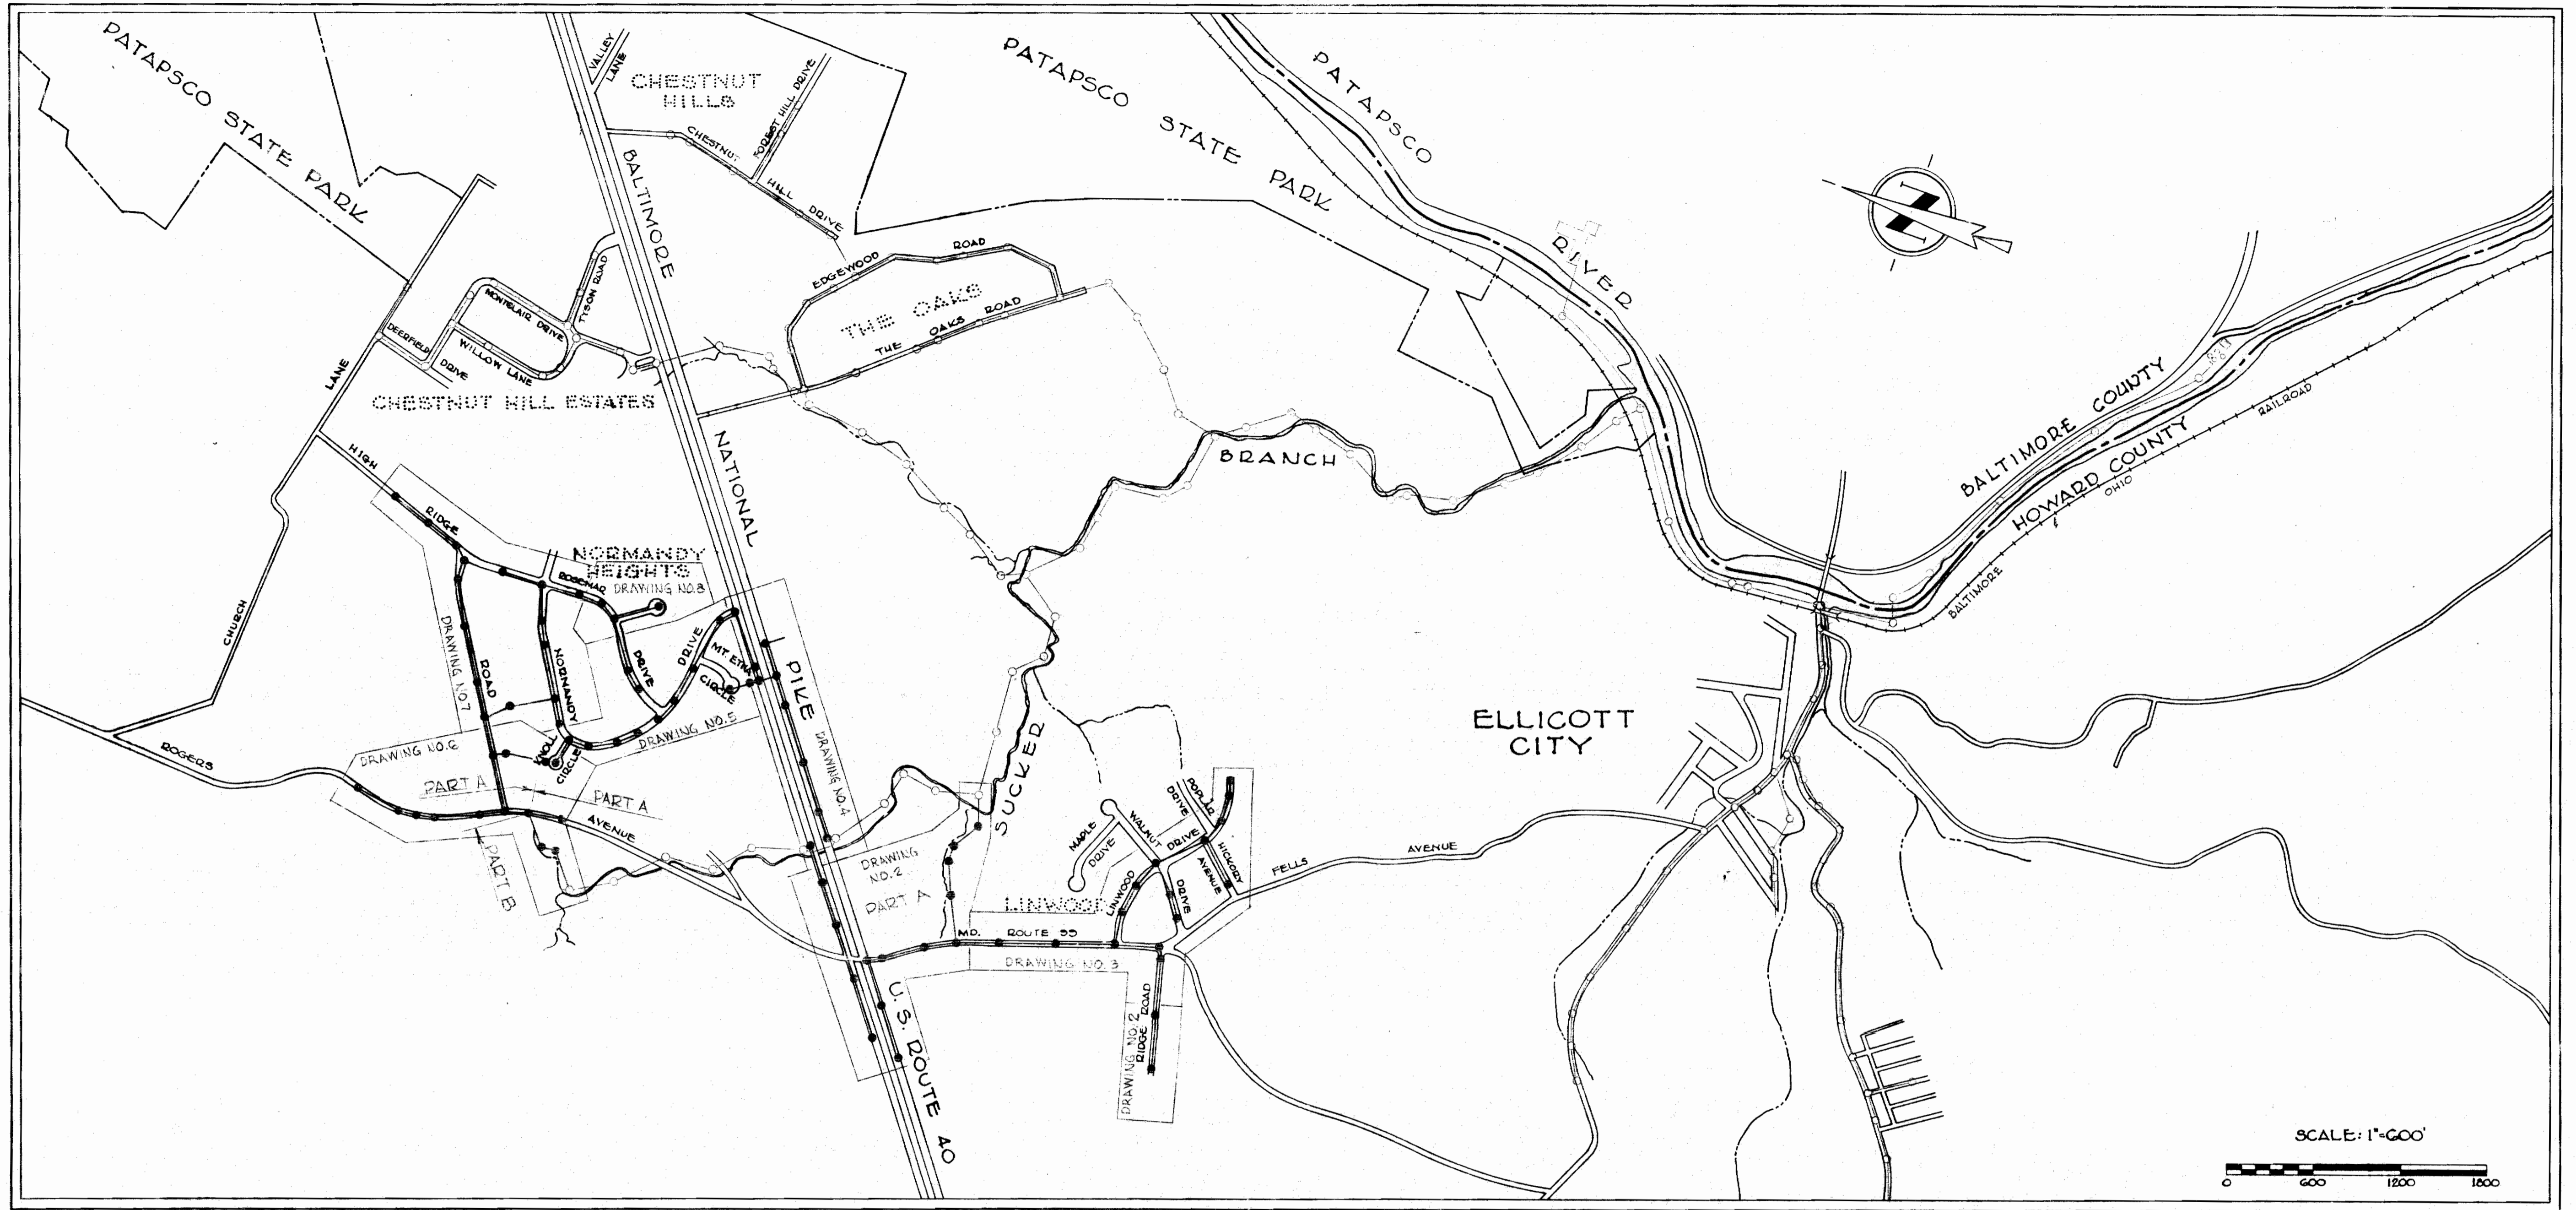 PATAPSCO STATE PARK
VALLEY
LANE
CHESTNUT
HILLS
FOREST HILL DRIVE
CHESTNUT HILL DRIVE
PATAPSCO STATE PARK
PATAPSCO RIVER
BALTIMORE NATIONAL PIKE
U. S. ROUTE 40
EDGEWOOD ROAD
THE OAKS
THE OAKS ROAD
TYSON ROAD
MONTCLAIR DRIVE
WILLOW LANE
DEERFIELD
DRIVE
CHESTNUT HILL ESTATES
CHURCH LANE
HIGH RIDGE ROAD
NORMANDY
HEIGHTS
DRAWING NO.8
DRIVE
NORMANDY DRIVE
MT. ETNA
CIRCLE
KNOLL
CIRCLE
DRAWING NO.7
DRAWING NO.5
DRAWING NO.6
PART A
PART A
PART B
DRAWING NO.4
ROGERS AVENUE
SUCKER BRANCH
DRAWING
NO.2
PART A
MD. ROUTE 99
DRAWING NO.3
LINWOOD
LINWOOD
DRIVE
MAPLE
DRIVE
WALNUT
DRIVE
POPLAR
DRIVE
HICKORY
AVENUE
FELLS AVENUE
RIDGE ROAD
DRAWING NO.2
ELLICOTT
CITY
BALTIMORE COUNTY
HOWARD COUNTY
BALTIMORE OHIO RAILROAD
SCALE: 1"=600'
0 600 1200 1800